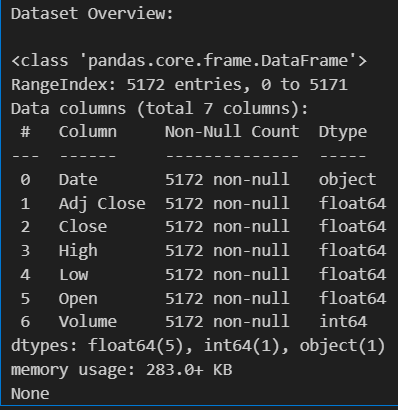 Dataset Overview:
<class 'pandas.core.frame.DataFrame'>
RangeIndex: 5172 entries, 0 to 5171
Data columns (total 7 columns):
 #   Column     Non-Null Count  Dtype
---  ------     --------------  -----
 0   Date       5172 non-null   object
 1   Adj Close  5172 non-null   float64
 2   Close      5172 non-null   float64
 3   High       5172 non-null   float64
 4   Low        5172 non-null   float64
 5   Open       5172 non-null   float64
 6   Volume     5172 non-null   int64
dtypes: float64(5), int64(1), object(1)
memory usage: 283.0+ KB
None